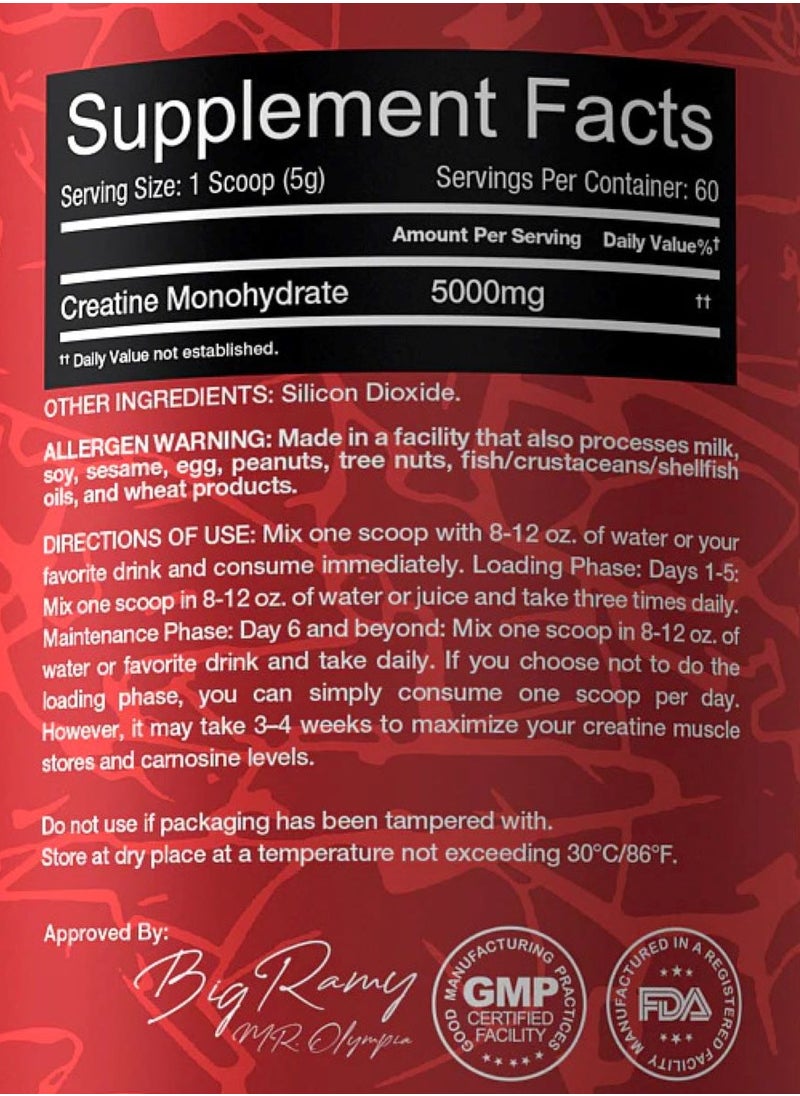 Supplement Facts
Serving Size: 1 Scoop (5g) Servings Per Container: 60
Amount Per Serving Daily Value%†
Creatine Monohydrate 5000mg ††
†† Daily Value not established.
OTHER INGREDIENTS: Silicon Dioxide.
ALLERGEN WARNING: Made in a facility that also processes milk,
soy, sesame, egg, peanuts, tree nuts, fish/crustaceans/shellfish
oils, and wheat products.
DIRECTIONS OF USE: Mix one scoop with 8-12 oz. of water or your
favorite drink and consume immediately. Loading Phase: Days 1-5:
Mix one scoop in 8-12 oz. of water or juice and take three times daily.
Maintenance Phase: Day 6 and beyond: Mix one scoop in 8-12 oz. of
water or favorite drink and take daily. If you choose not to do the
loading phase, you can simply consume one scoop per day.
However, it may take 3–4 weeks to maximize your creatine muscle
stores and carnosine levels.
Do not use if packaging has been tampered with.
Store at dry place at a temperature not exceeding 30°C/86°F.
Approved By:
Big Ramy
MR. Olympia
GOOD MANUFACTURING PRACTICES
GMP
CERTIFIED
FACILITY
MANUFACTURED IN A REGISTERED FACILITY
FDA